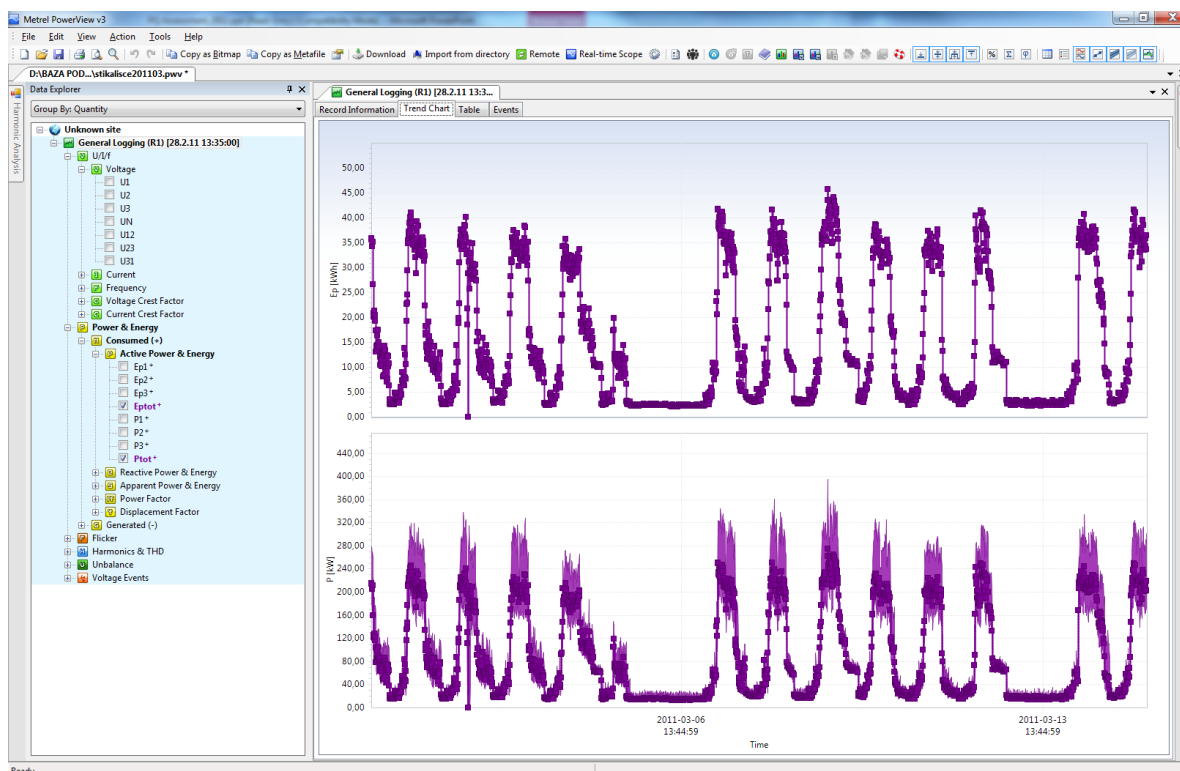 Metrel PowerView v3
File Edit View Action Tools Help
Copy as Bitmap Copy as Metafile Download Import from directory Remote Real-time Scope
D:\BAZA POD...\stikalisce201103.pwv *
Data Explorer
Group By: Quantity
Harmonic Analysis
Unknown site
General Logging (R1) [28.2.11 13:35:00]
U/I/f
Voltage
U1
U2
U3
UN
U12
U23
U31
Current
Frequency
Voltage Crest Factor
Current Crest Factor
Power & Energy
Consumed (+)
Active Power & Energy
Ep1+
Ep2+
Ep3+
Eptot+
P1+
P2+
P3+
Ptot+
Reactive Power & Energy
Apparent Power & Energy
Power Factor
Displacement Factor
Generated (-)
Flicker
Harmonics & THD
Unbalance
Voltage Events
General Logging (R1) [28.2.11 13:3...
Record Information Trend Chart Table Events
Ep [kWh]
50,00
45,00
40,00
35,00
30,00
25,00
20,00
15,00
10,00
5,00
0,00
P [kW]
440,00
400,00
360,00
320,00
280,00
240,00
200,00
160,00
120,00
80,00
40,00
0,00
2011-03-06 2011-03-13
13:44:59 13:44:59
Time
Ready